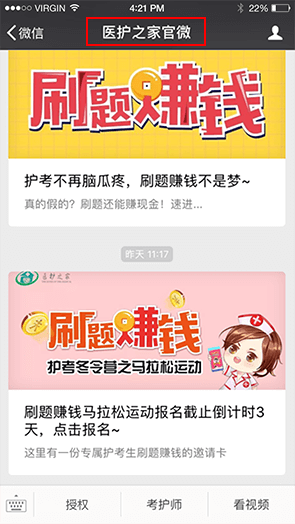 VIRGIN 4:21 PM 22%
微信 医护之家官微
刷题赚钱
护考不再脑瓜疼，刷题赚钱不是梦~
真的假的？刷题还能赚现金！速进...
昨天 11:17
医护之家
刷题赚钱
护考冬令营之马拉松运动
刷题赚钱马拉松运动报名截止倒计时3
天，点击报名~
这里有一份专属护考生刷题赚钱的邀请卡
授权 考护师 看视频